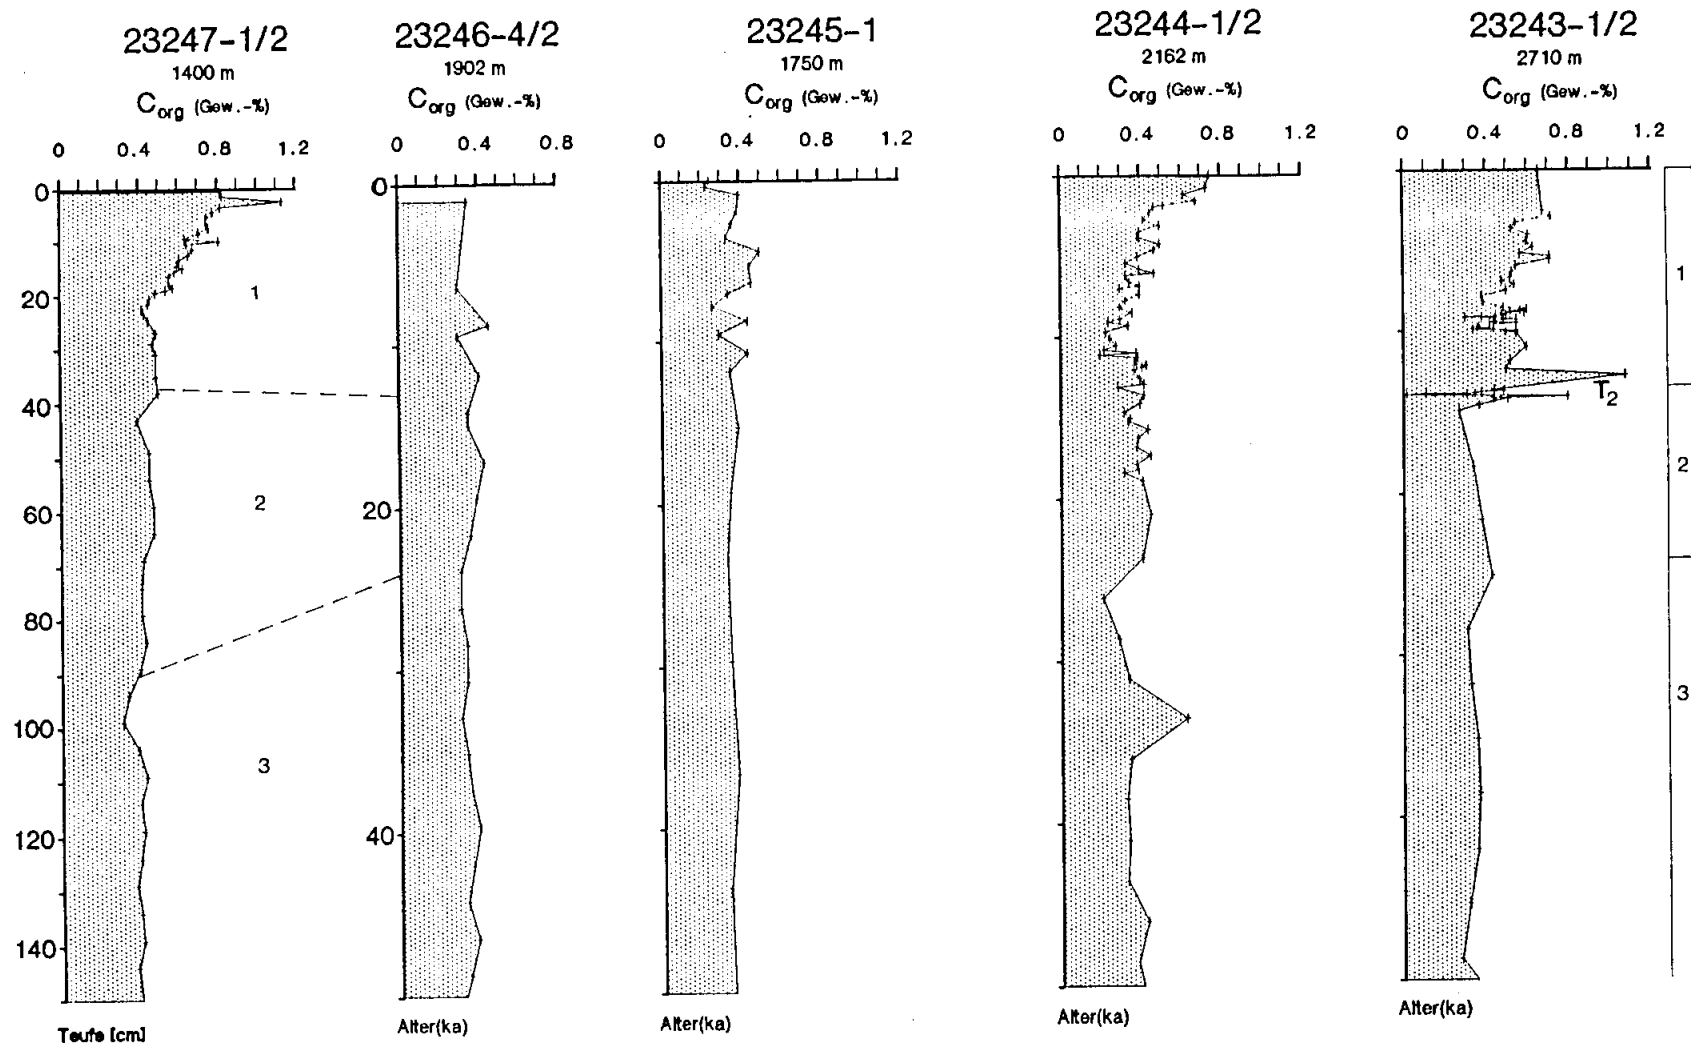 23247-1/2
1400 m
Corg (Gew.-%)
0 0.4 0.8 1.2
0
20
40
60
80
100
120
140
1
2
3
Teufe [cm]
23246-4/2
1902 m
Corg (Gew.-%)
0 0.4 0.8
0
20
40
Alter(ka)
23245-1
1750 m
Corg (Gew.-%)
0 0.4 0.8 1.2
Alter(ka)
23244-1/2
2162 m
Corg (Gew.-%)
0 0.4 0.8 1.2
Alter(ka)
23243-1/2
2710 m
Corg (Gew.-%)
0 0.4 0.8 1.2
T2
Alter(ka)
1
2
3